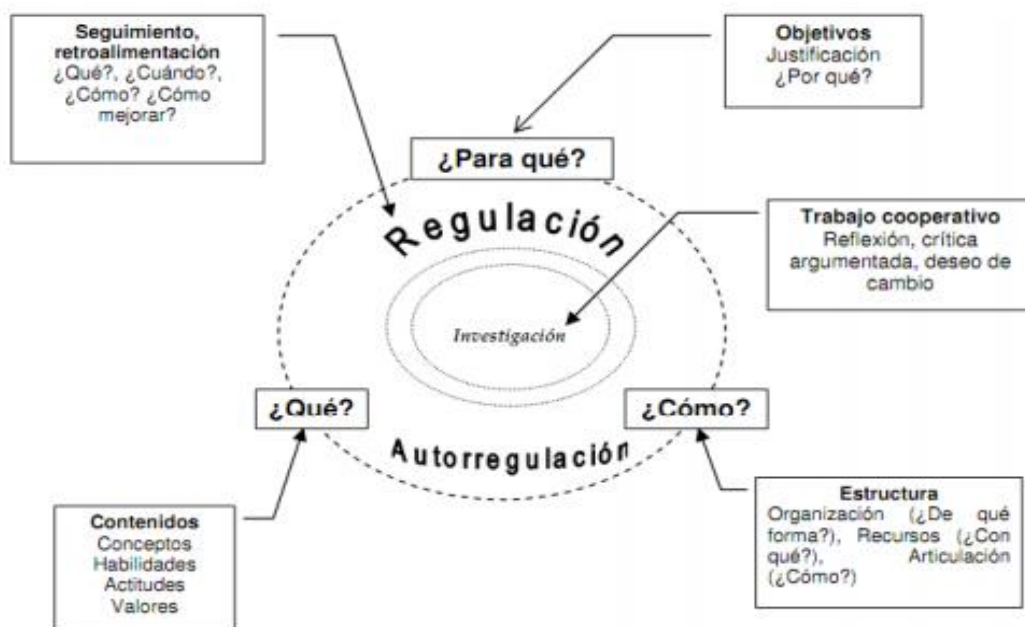 Seguimiento,
retroalimentación
¿Qué?, ¿Cuándo?,
¿Cómo? ¿Cómo
mejorar?
Objetivos
Justificación
¿Por qué?
¿Para qué?
Regulación
Trabajo cooperativo
Reflexión, crítica
argumentada, deseo de
cambio
Investigación
¿Qué?
¿Cómo?
Autorregulación
Contenidos
Conceptos
Habilidades
Actitudes
Valores
Estructura
Organización (¿De qué
forma?), Recursos (¿Con
qué?), Articulación
(¿Cómo?)